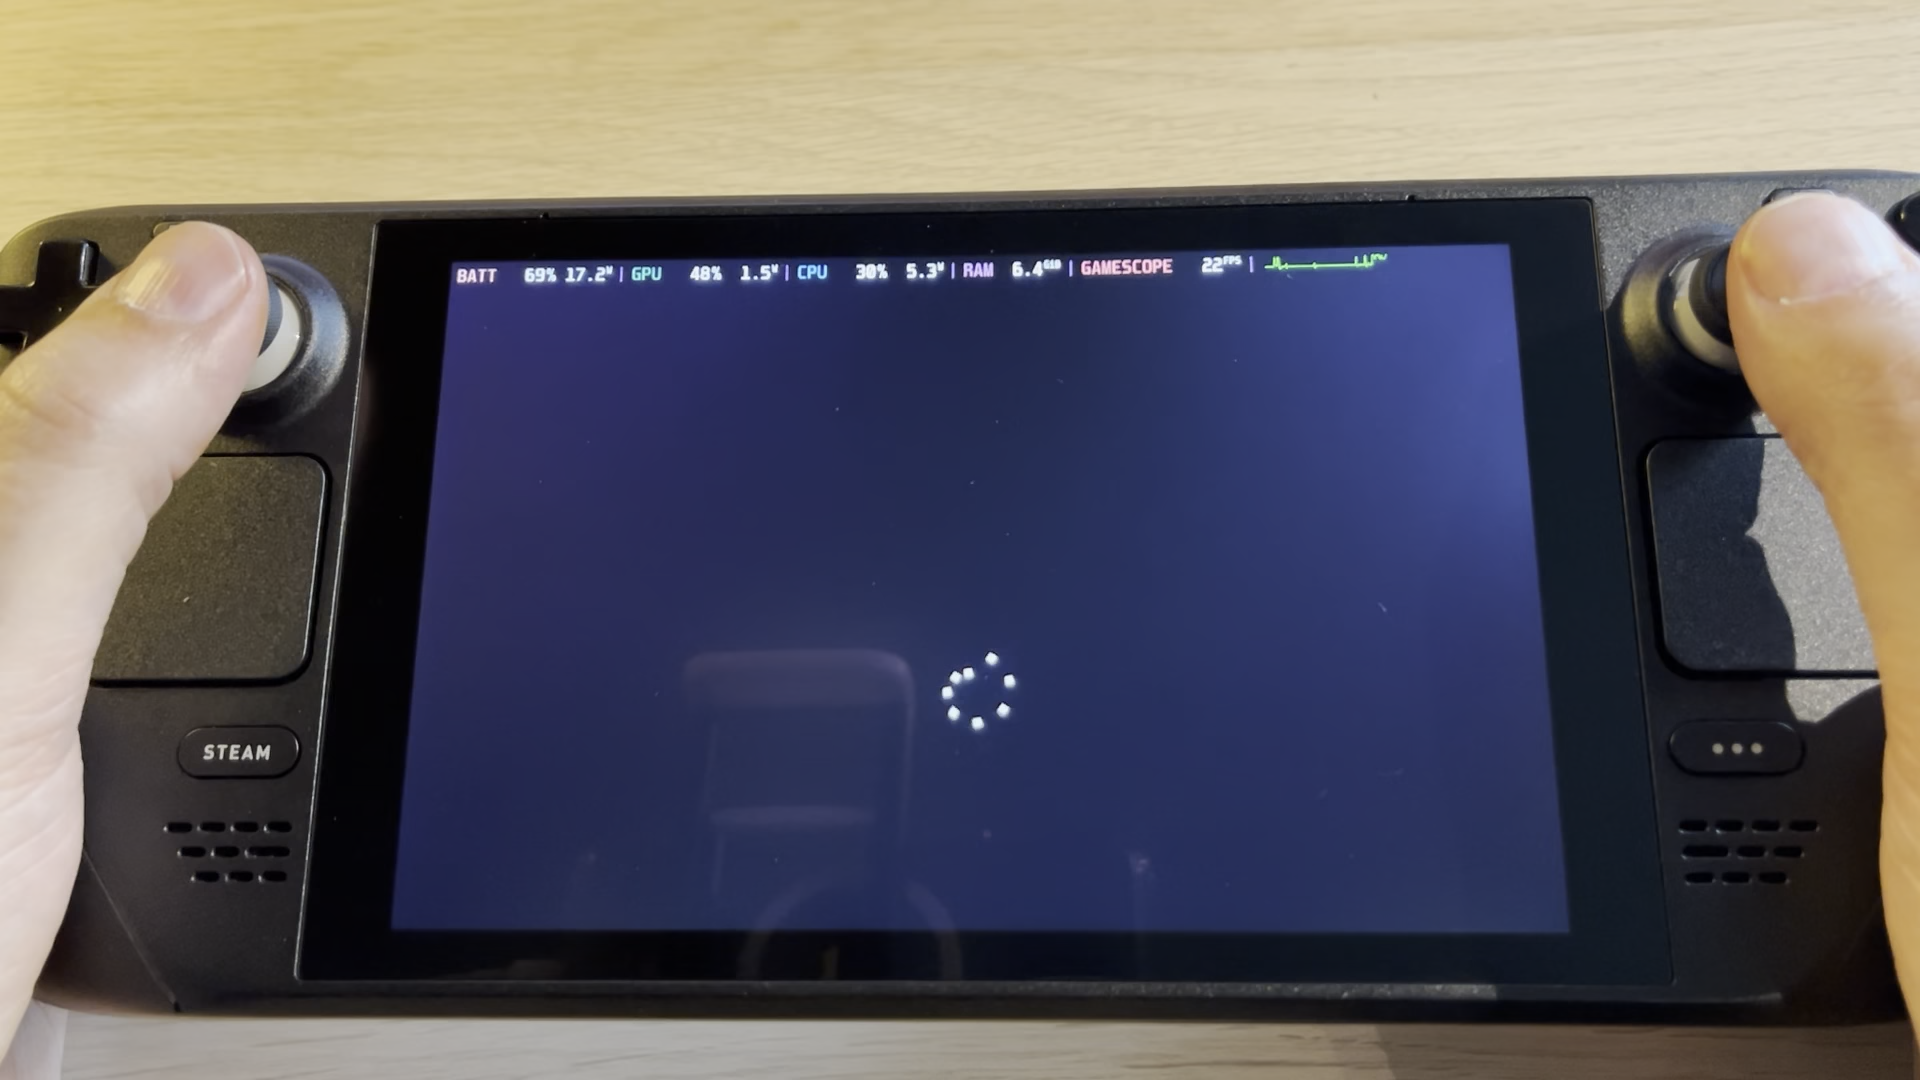 BATT 69% 17.2W | GPU 48% 1.5W | CPU 30% 5.3W | RAM 6.4GiB | GAMESCOPE 22FPS |
STEAM